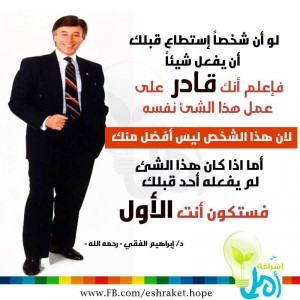 لو أن شخصاً إستطاع قبلك
أن يفعل شيئاً
فإعلم أنك قادر على
عمل هذا الشئ نفسه
لان هذا الشخص ليس أفضل منك
أما اذا كان هذا الشئ
لم يفعله أحد قبلك
فستكون أنت الأول
د/ إبراهيم الفقي - رحمه الله -
إشراقة
أمل
www.FB.com/eshraket.hope